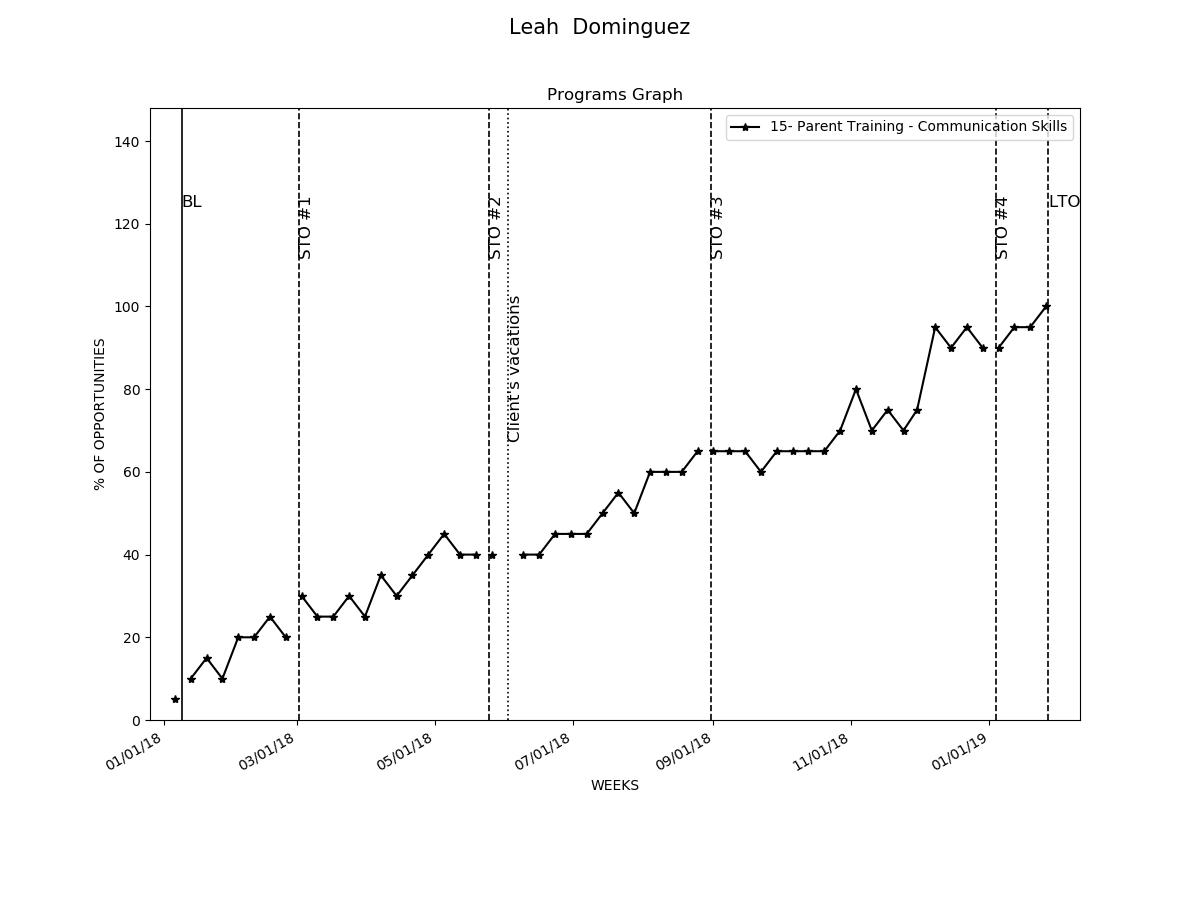 Leah  Dominguez
Programs Graph
15- Parent Training - Communication Skills
140
120
100
80
60
40
20
0
% OF OPPORTUNITIES
BL
STO #1
STO #2
Client's vacations
STO #3
STO #4
LTO
01/01/18
03/01/18
05/01/18
07/01/18
09/01/18
11/01/18
01/01/19
WEEKS